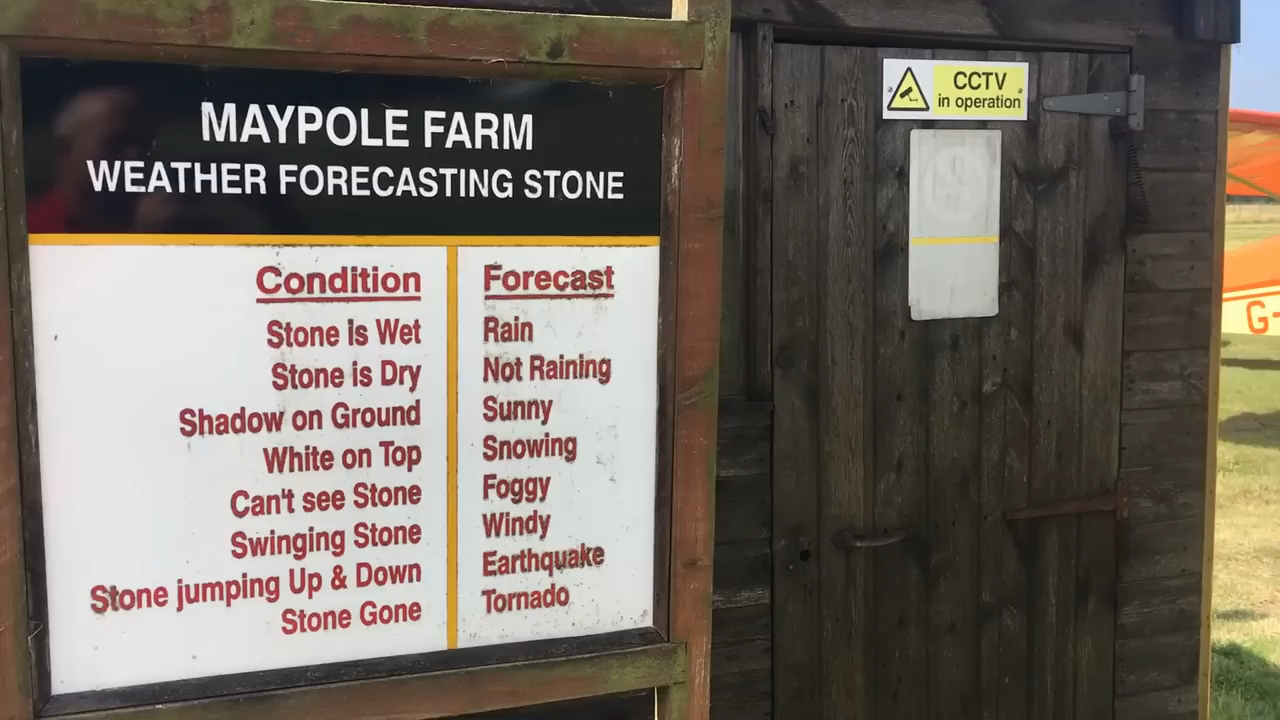 MAYPOLE FARM
WEATHER FORECASTING STONE
Condition Forecast
Stone is Wet Rain
Stone is Dry Not Raining
Shadow on Ground Sunny
White on Top Snowing
Can't see Stone Foggy
Swinging Stone Windy
Stone jumping Up & Down Earthquake
Stone Gone Tornado
CCTV
in operation
G-